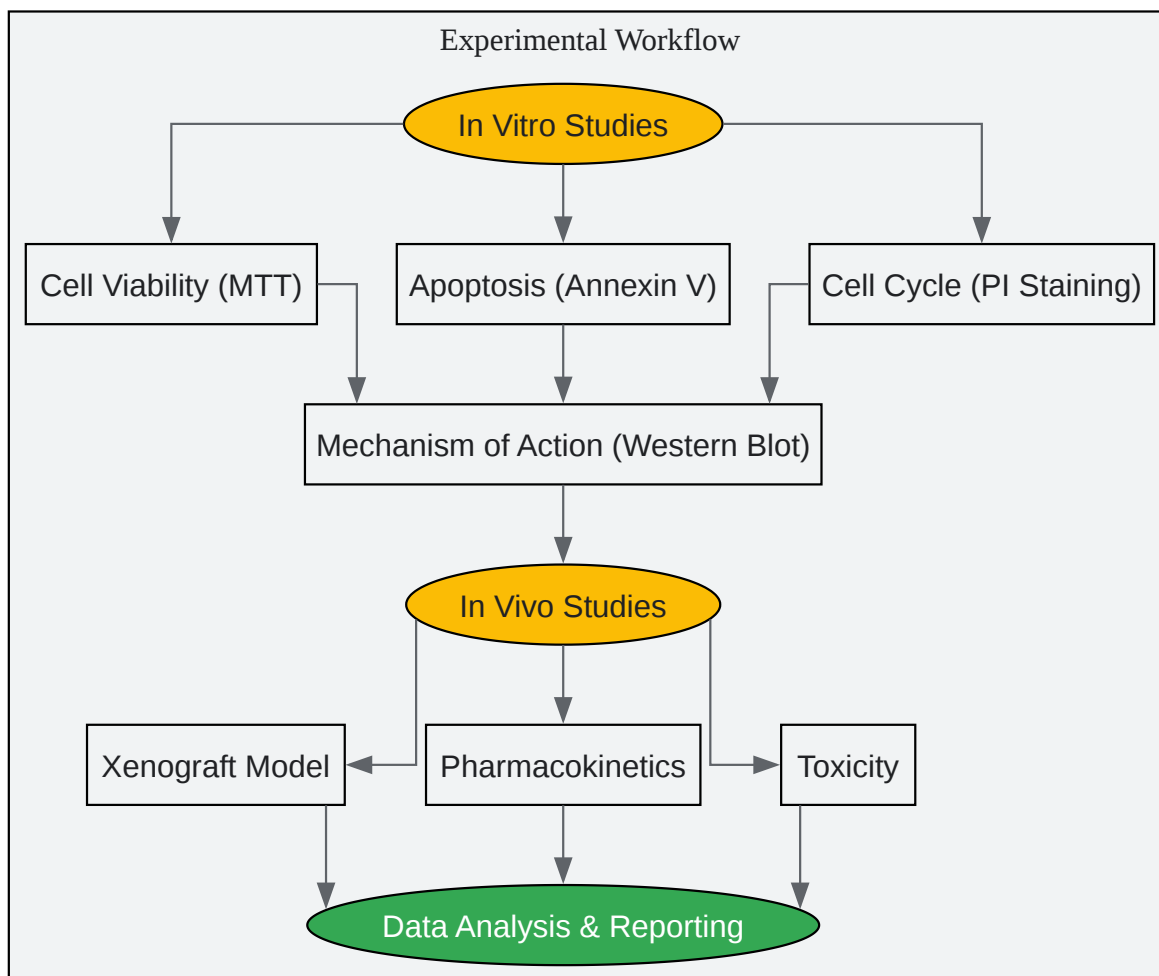 Experimental Workflow
In Vitro Studies
Cell Viability (MTT)
Apoptosis (Annexin V)
Cell Cycle (PI Staining)
Mechanism of Action (Western Blot)
In Vivo Studies
Xenograft Model
Pharmacokinetics
Toxicity
Data Analysis & Reporting